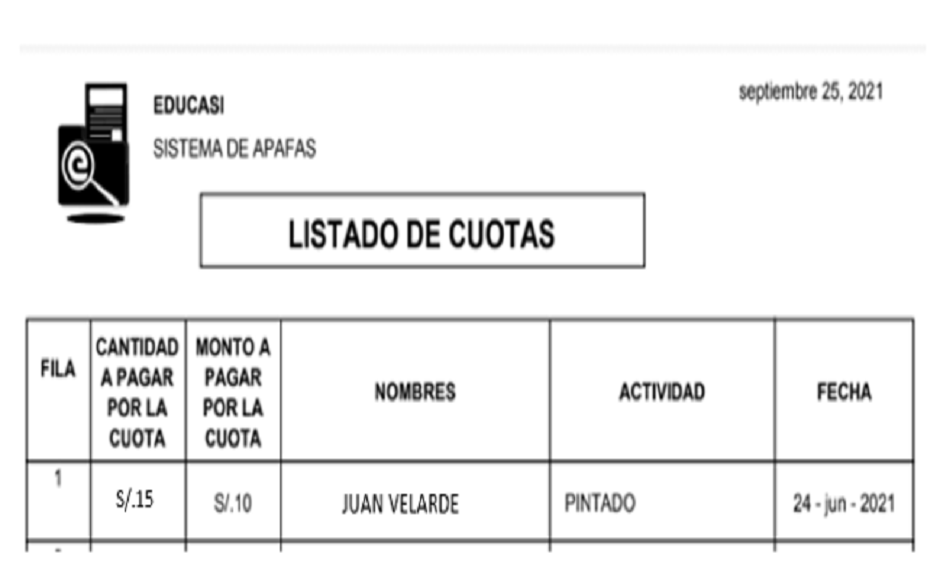 septiembre 25, 2021
EDUCASI
SISTEMA DE APAFAS
LISTADO DE CUOTAS
FILA
CANTIDAD
A PAGAR
POR LA
CUOTA
MONTO A
PAGAR
POR LA
CUOTA
NOMBRES
ACTIVIDAD
FECHA
1
S/.15
S/.10
JUAN VELARDE
PINTADO
24 - jun - 2021